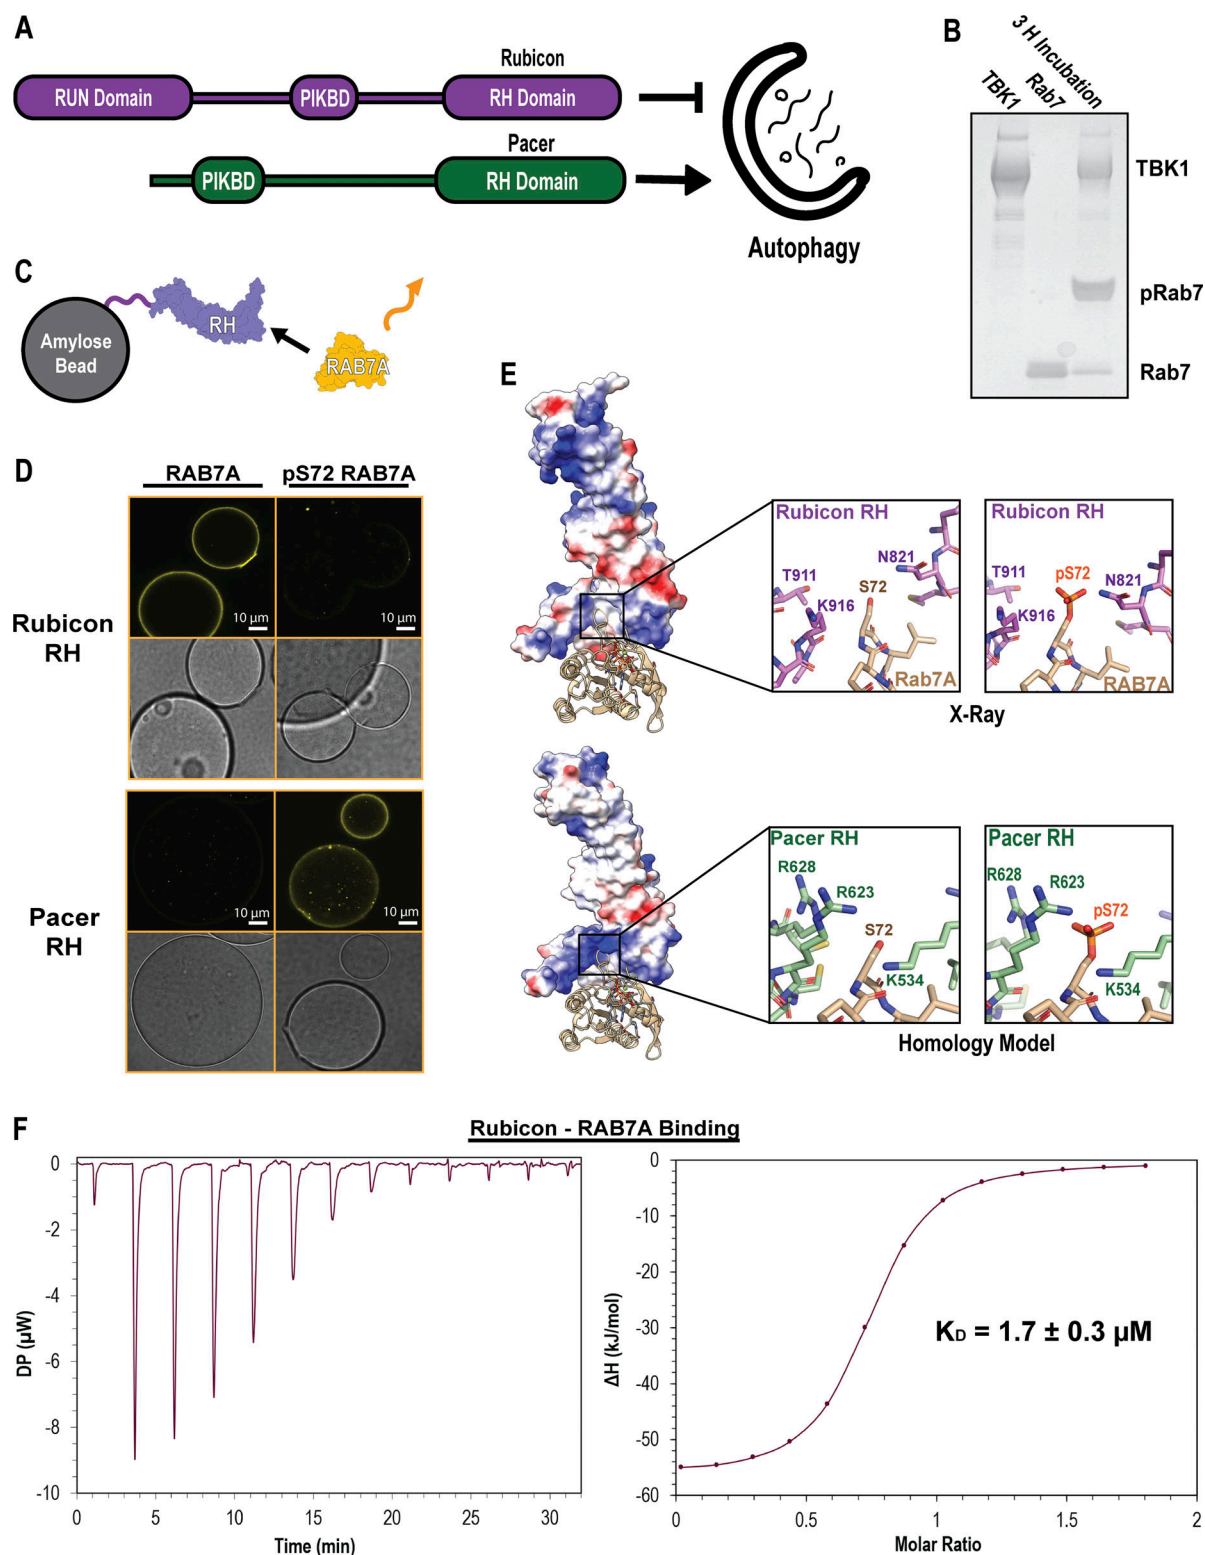 A
Rubicon
RUN Domain
PIKBD
RH Domain
Pacer
PIKBD
RH Domain
Autophagy
B
TBK1
Rab7
3 H Incubation
TBK1
pRab7
Rab7
C
Amylose
Bead
RH
RAB7A
D
RAB7A
pS72 RAB7A
Rubicon
RH
10 µm
10 µm
Pacer
RH
10 µm
10 µm
E
Rubicon RH
T911
K916
S72
N821
Rab7A
Rubicon RH
T911
K916
pS72
N821
RAB7A
X-Ray
Pacer RH
R628
R623
S72
K534
Pacer RH
R628
R623
pS72
K534
Homology Model
F
Rubicon - RAB7A Binding
0
-2
-4
-6
-8
-10
DP (µW)
0
5
10
15
20
25
30
Time (min)
0
-10
-20
-30
-40
-50
-60
ΔH (kJ/mol)
KD = 1.7 ± 0.3 µM
0
0.5
1
1.5
2
Molar Ratio